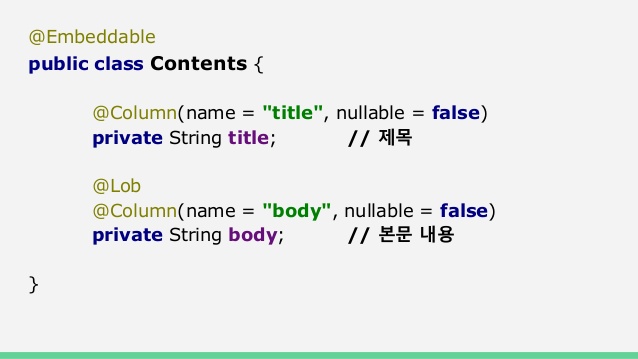 @Embeddable
public class Contents {
@Column(name = "title", nullable = false)
private String title; // 제목
@Lob
@Column(name = "body", nullable = false)
private String body; // 본문 내용
}